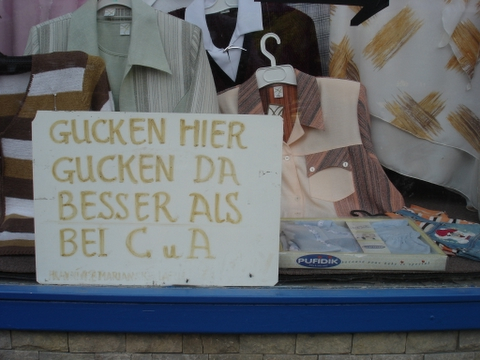 GUCKEN HIER
GUCKEN DA
BESSER ALS
BEI C u A
PUFIDIK